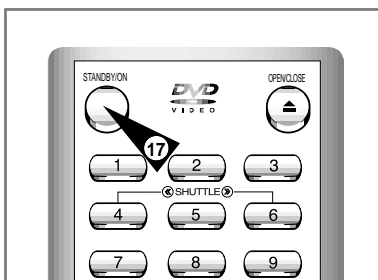 STANDBY/ON
OPEN/CLOSE
DVD
VIDEO
17
1 2 3
SHUTTLE
4 5 6
7 8 9